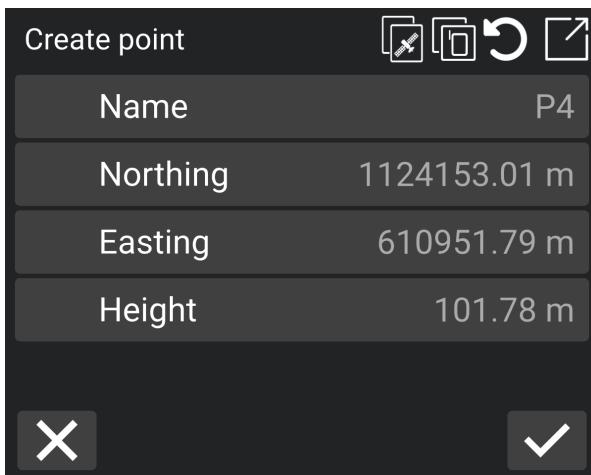 Create point
Name P4
Northing 1124153.01 m
Easting 610951.79 m
Height 101.78 m